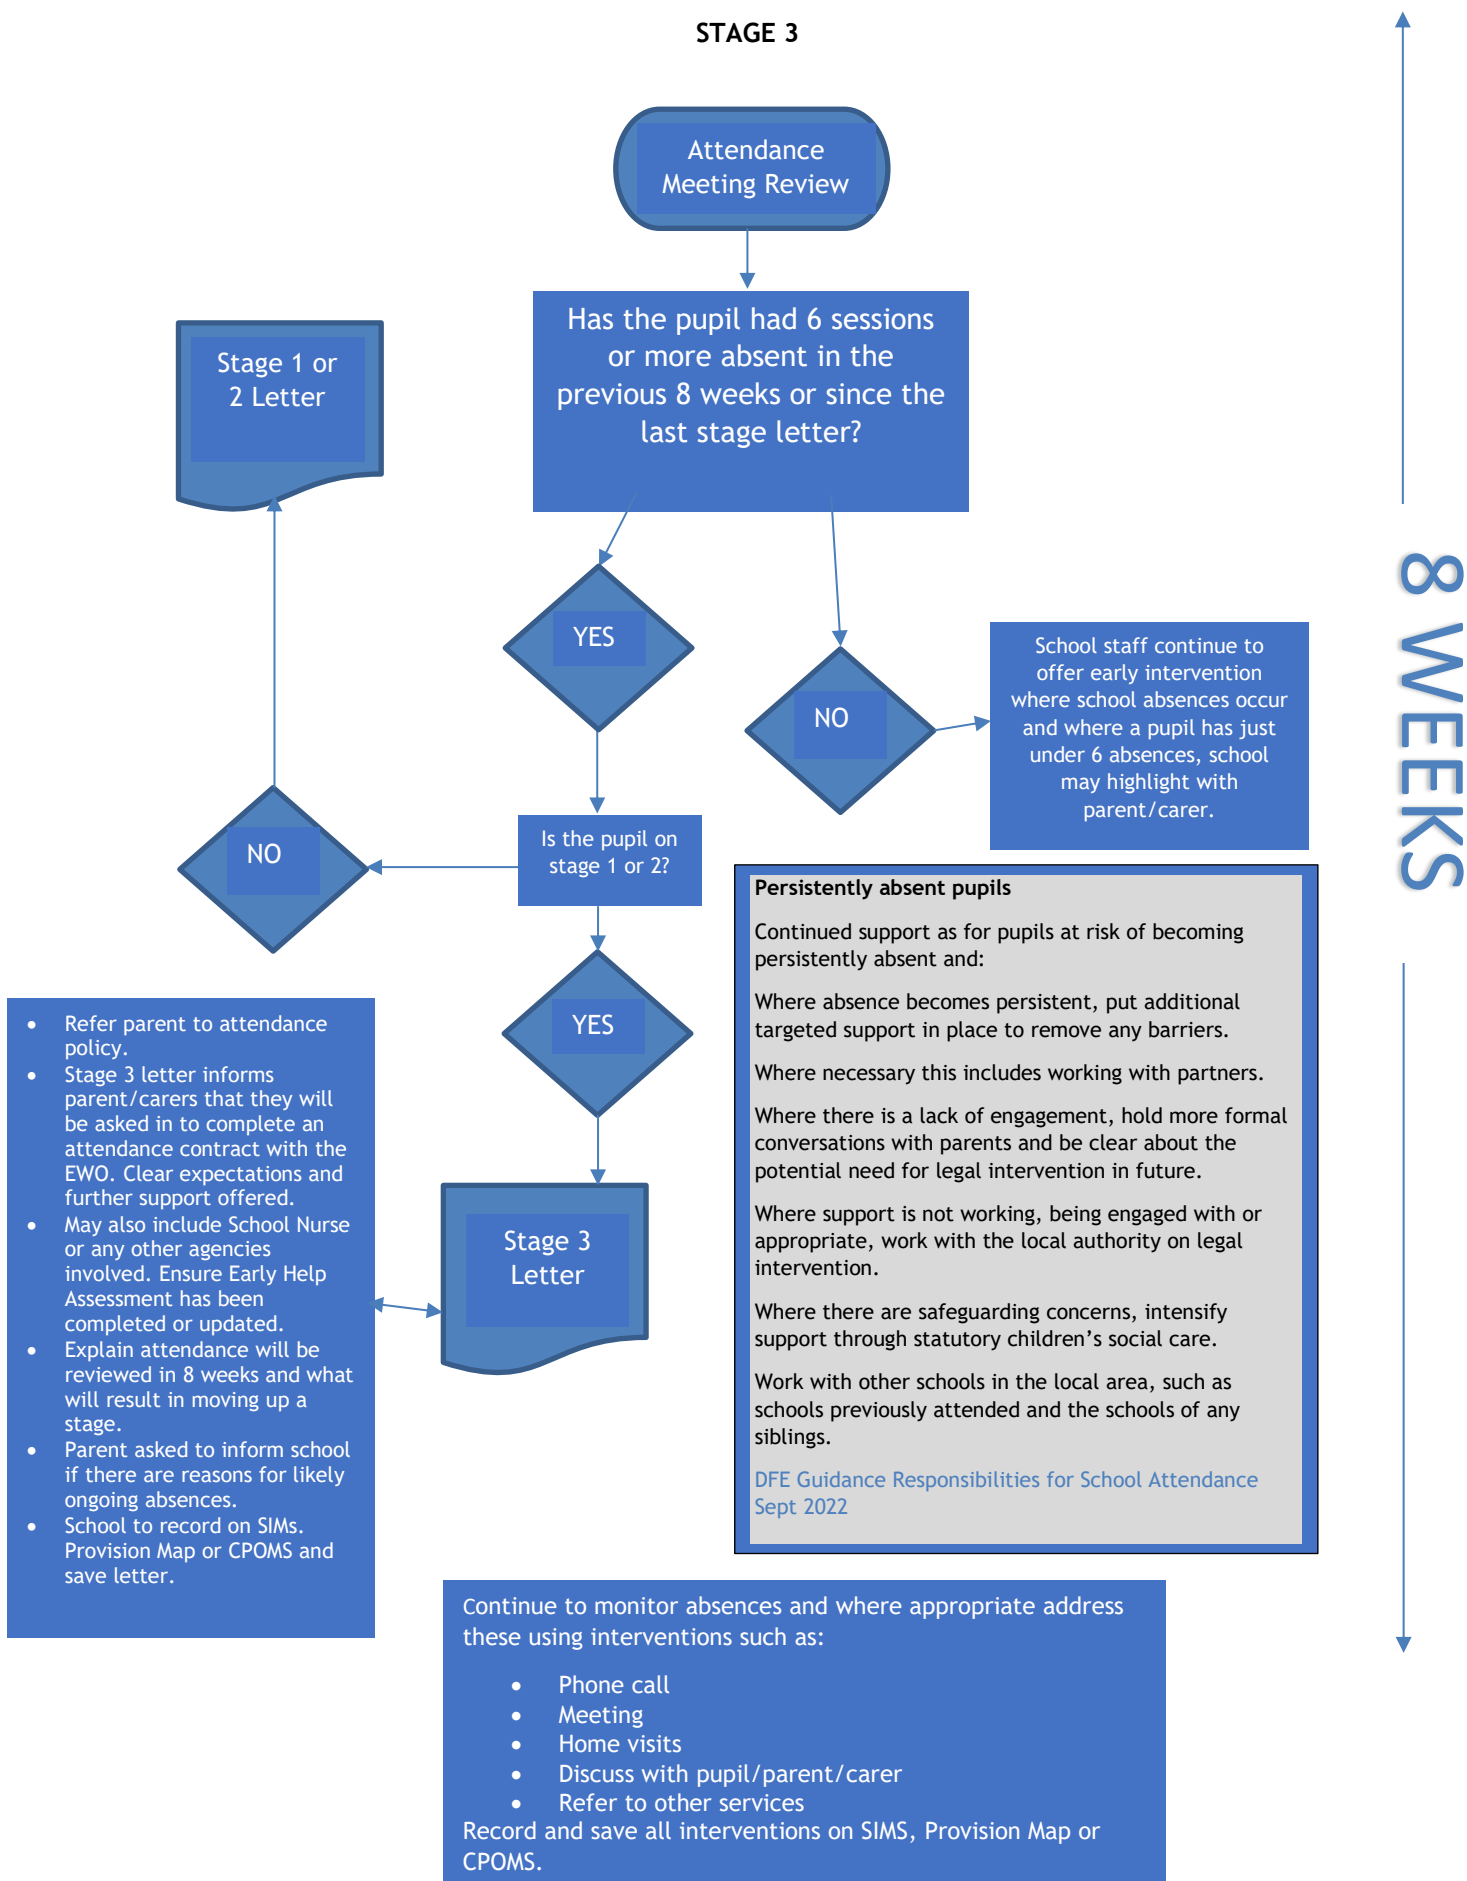 STAGE 3
Attendance
Meeting Review
Has the pupil had 6 sessions
or more absent in the
previous 8 weeks or since the
last stage letter?
Stage 1 or
2 Letter
YES
NO
School staff continue to
offer early intervention
where school absences occur
and where a pupil has just
under 6 absences, school
may highlight with
parent/carer.
8 WEEKS
Is the pupil on
stage 1 or 2?
NO
YES
Persistently absent pupils
Continued support as for pupils at risk of becoming
persistently absent and:
Where absence becomes persistent, put additional
targeted support in place to remove any barriers.
Where necessary this includes working with partners.
Where there is a lack of engagement, hold more formal
conversations with parents and be clear about the
potential need for legal intervention in future.
Where support is not working, being engaged with or
appropriate, work with the local authority on legal
intervention.
Where there are safeguarding concerns, intensify
support through statutory children’s social care.
Work with other schools in the local area, such as
schools previously attended and the schools of any
siblings.
DFE Guidance Responsibilities for School Attendance
Sept 2022
• Refer parent to attendance
policy.
• Stage 3 letter informs
parent/carers that they will
be asked in to complete an
attendance contract with the
EWO. Clear expectations and
further support offered.
• May also include School Nurse
or any other agencies
involved. Ensure Early Help
Assessment has been
completed or updated.
• Explain attendance will be
reviewed in 8 weeks and what
will result in moving up a
stage.
• Parent asked to inform school
if there are reasons for likely
ongoing absences.
• School to record on SIMs.
Provision Map or CPOMS and
save letter.
Stage 3
Letter
Continue to monitor absences and where appropriate address
these using interventions such as:
• Phone call
• Meeting
• Home visits
• Discuss with pupil/parent/carer
• Refer to other services
Record and save all interventions on SIMS, Provision Map or
CPOMS.